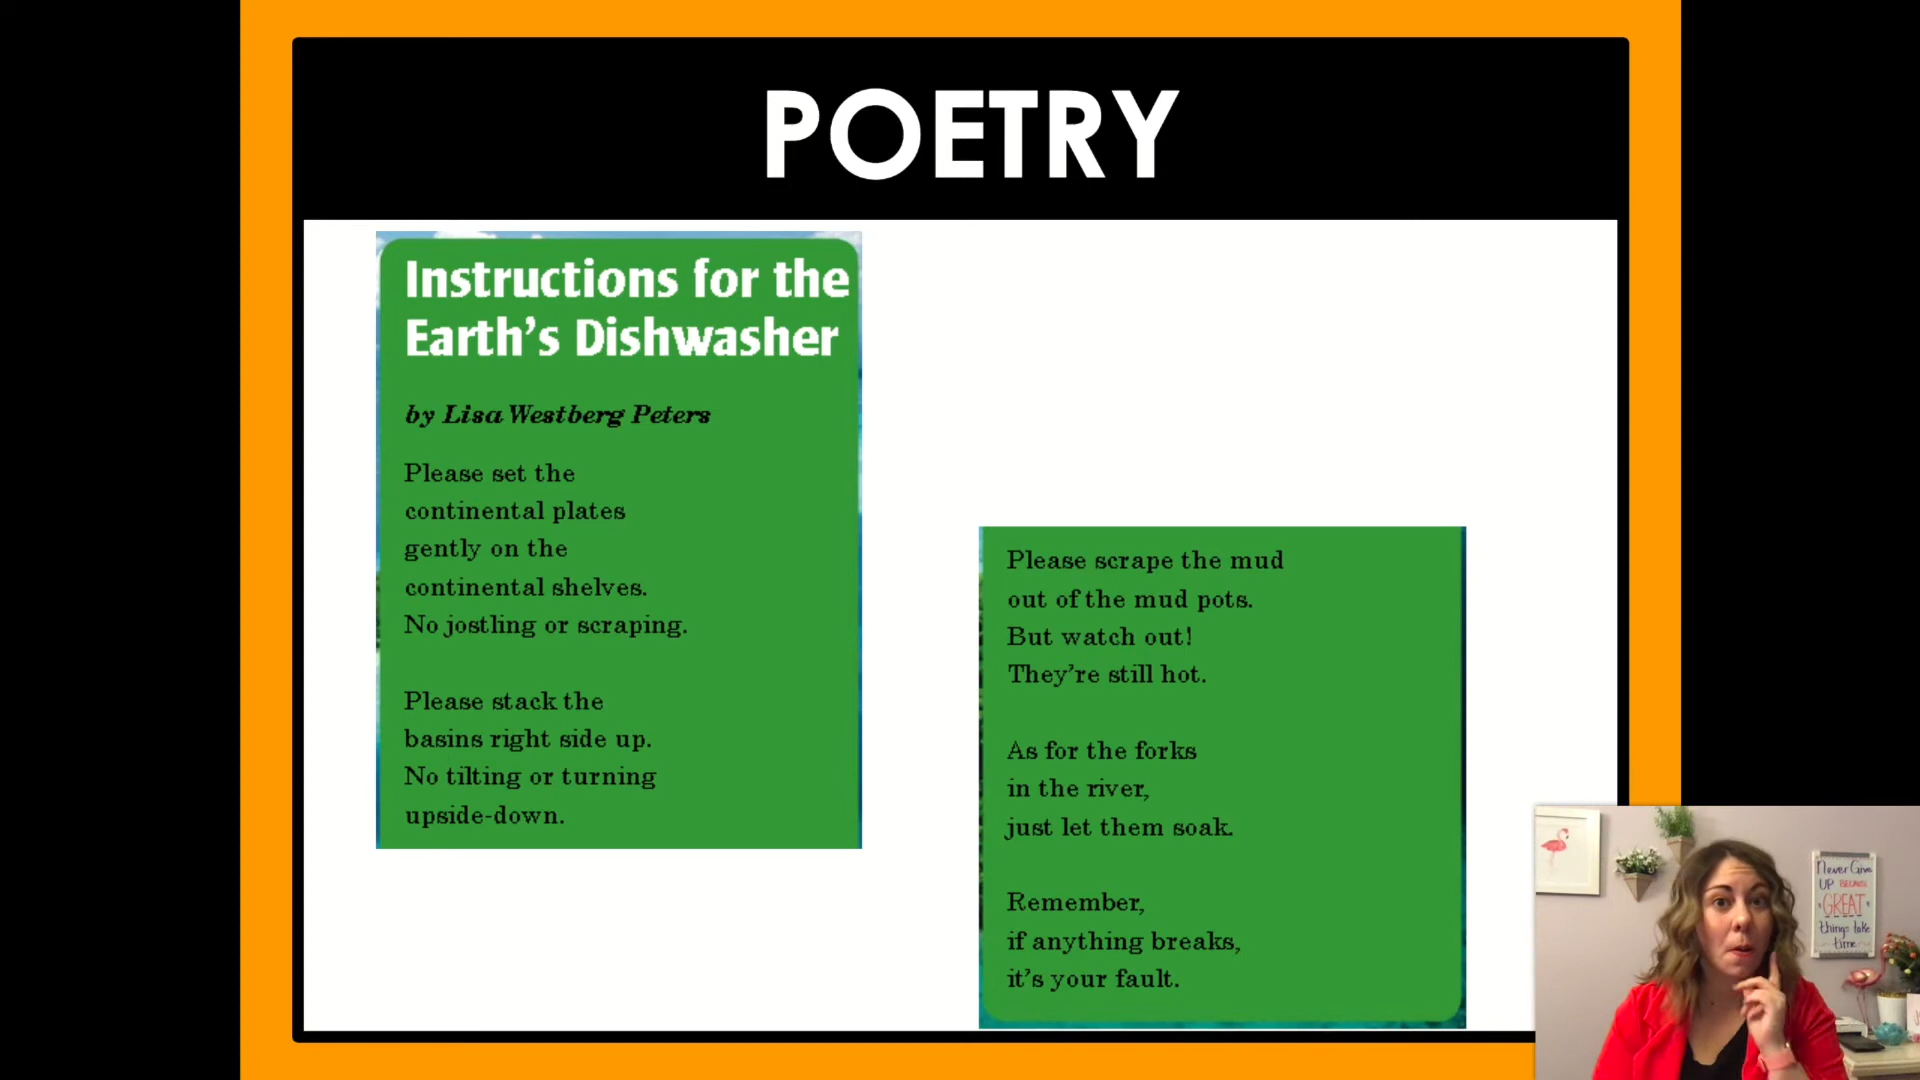 POETRY
Instructions for the
Earth's Dishwasher
by Lisa Westberg Peters
Please set the
continental plates
gently on the
continental shelves.
No jostling or scraping.
Please stack the
basins right side up.
No tilting or turning
upside-down.
Please scrape the mud
out of the mud pots.
But watch out!
They're still hot.
As for the forks
in the river,
just let them soak.
Remember,
if anything breaks,
it's your fault.
Never Give
UP BECAUSE
GREAT
things take
time